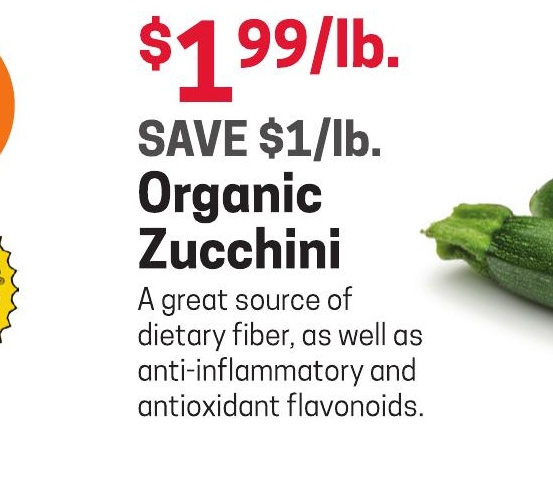 $1 99/lb.
SAVE $1/lb.
Organic
Zucchini
A great source of
dietary fiber, as well as
anti-inflammatory and
antioxidant flavonoids.